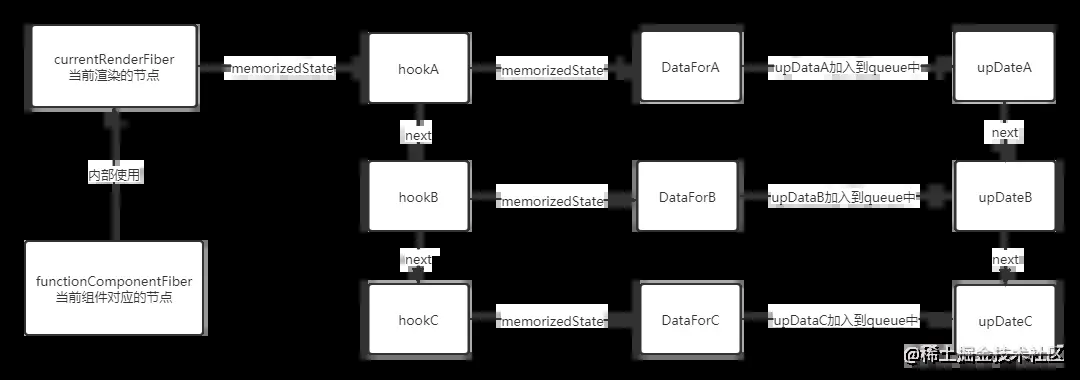 currentRenderFiber
当前渲染的节点
memorizedState
hookA
memorizedState
DataForA
upDataA加入到queue中
upDateA
next
next
内部使用
hookB
memorizedState
DataForB
upDataB加入到queue中
upDateB
next
next
functionComponentFiber
当前组件对应的节点
hookC
memorizedState
DataForC
upDataC加入到queue中
upDateC
@稀土掘金技术社区